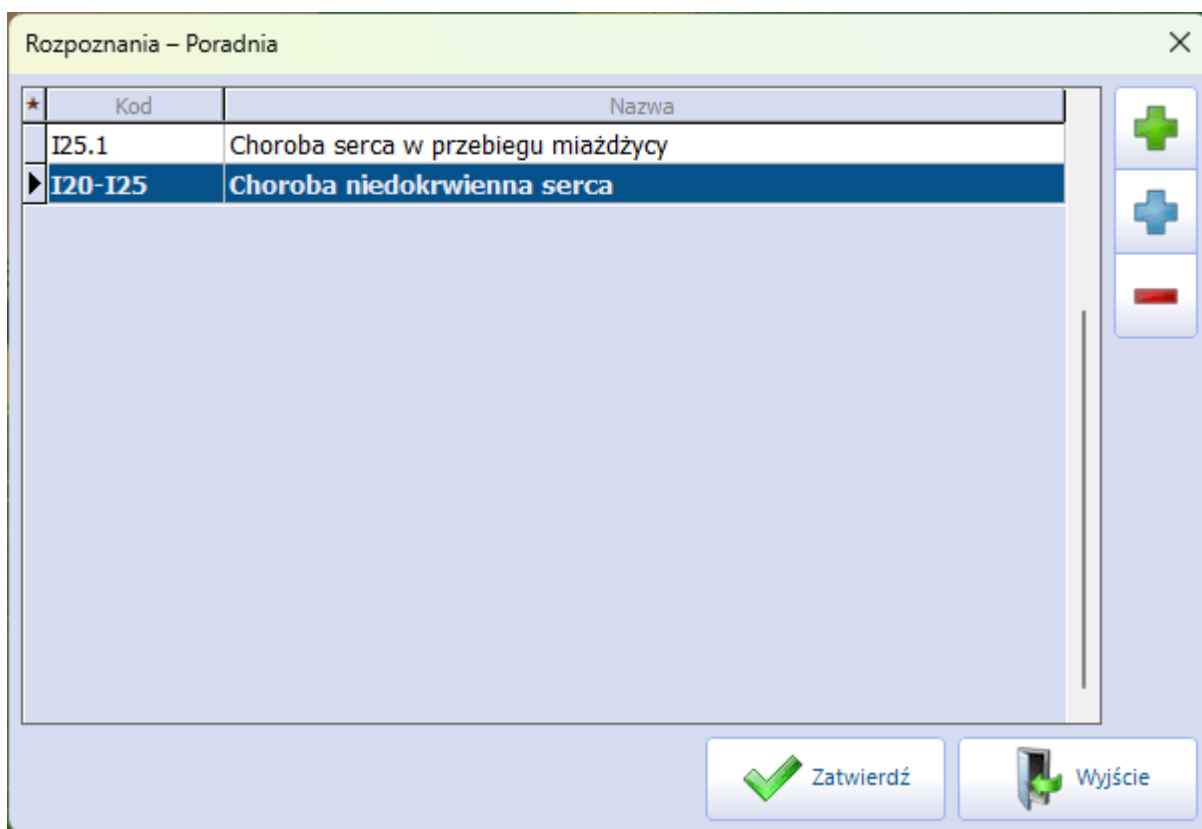 Rozpoznania – Poradnia
* Kod Nazwa
I25.1 Choroba serca w przebiegu miażdżycy
I20-I25 Choroba niedokrwienna serca
Zatwierdź Wyjście